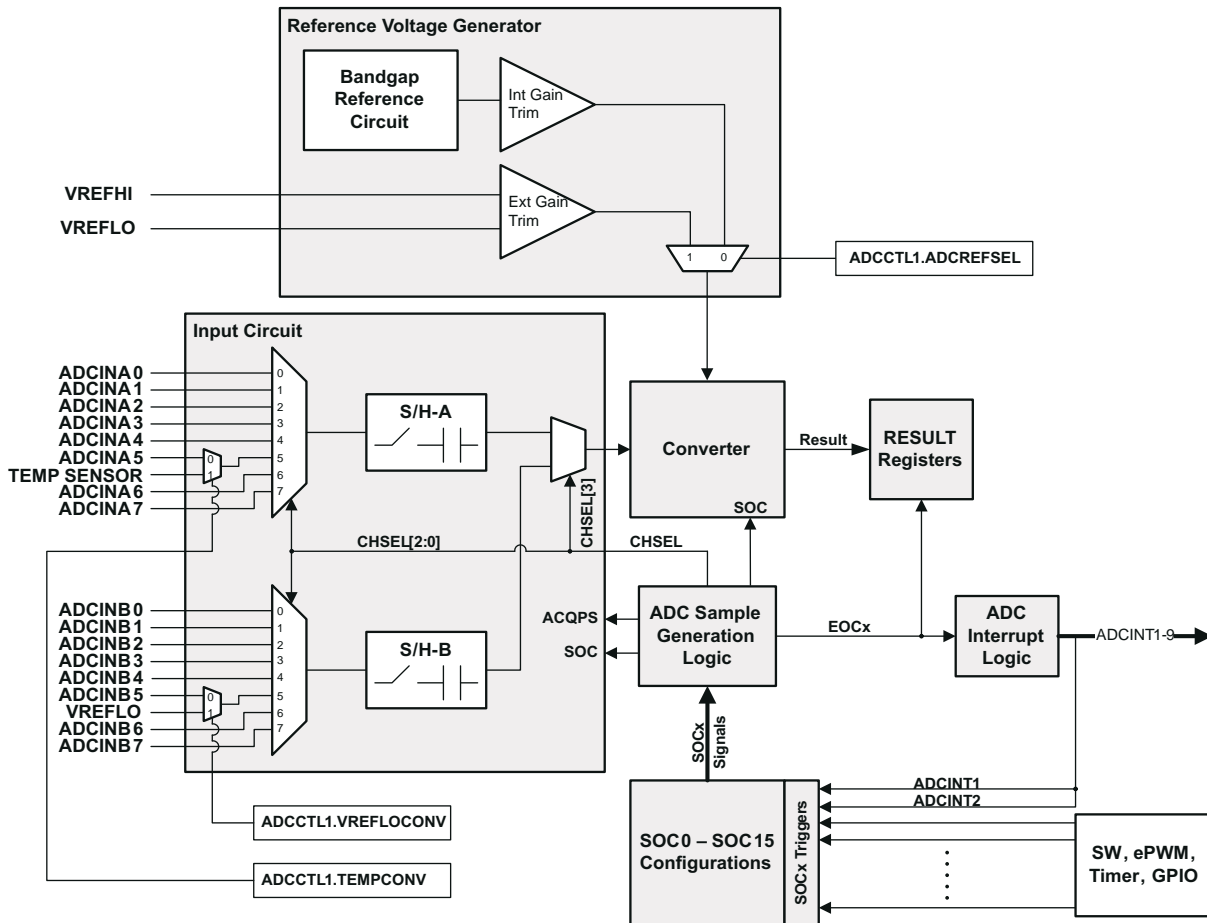 Reference Voltage Generator
Bandgap
Reference
Circuit
Int Gain
Trim
Ext Gain
Trim
VREFHI
VREFLO
1 0
ADCCTL1.ADCREFSEL
Input Circuit
ADCINA0
ADCINA1
ADCINA2
ADCINA3
ADCINA4
ADCINA5
TEMP SENSOR
ADCINA6
ADCINA7
0
1
0
1
2
3
4
5
6
7
S/H-A
CHSEL[3]
CHSEL[2:0]
CHSEL
Converter
SOC
Result
RESULT
Registers
ADCINB0
ADCINB1
ADCINB2
ADCINB3
ADCINB4
ADCINB5
VREFLO
ADCINB6
ADCINB7
0
1
0
1
2
3
4
5
6
7
S/H-B
ACQPS
SOC
ADC Sample
Generation
Logic
EOCx
ADC
Interrupt
Logic
ADCINT1-9
SOCx
Signals
ADCCTL1.VREFLOCONV
ADCCTL1.TEMPCONV
SOC0 – SOC15
Configurations
SOCx Triggers
ADCINT1
ADCINT2
SW, ePWM,
Timer, GPIO